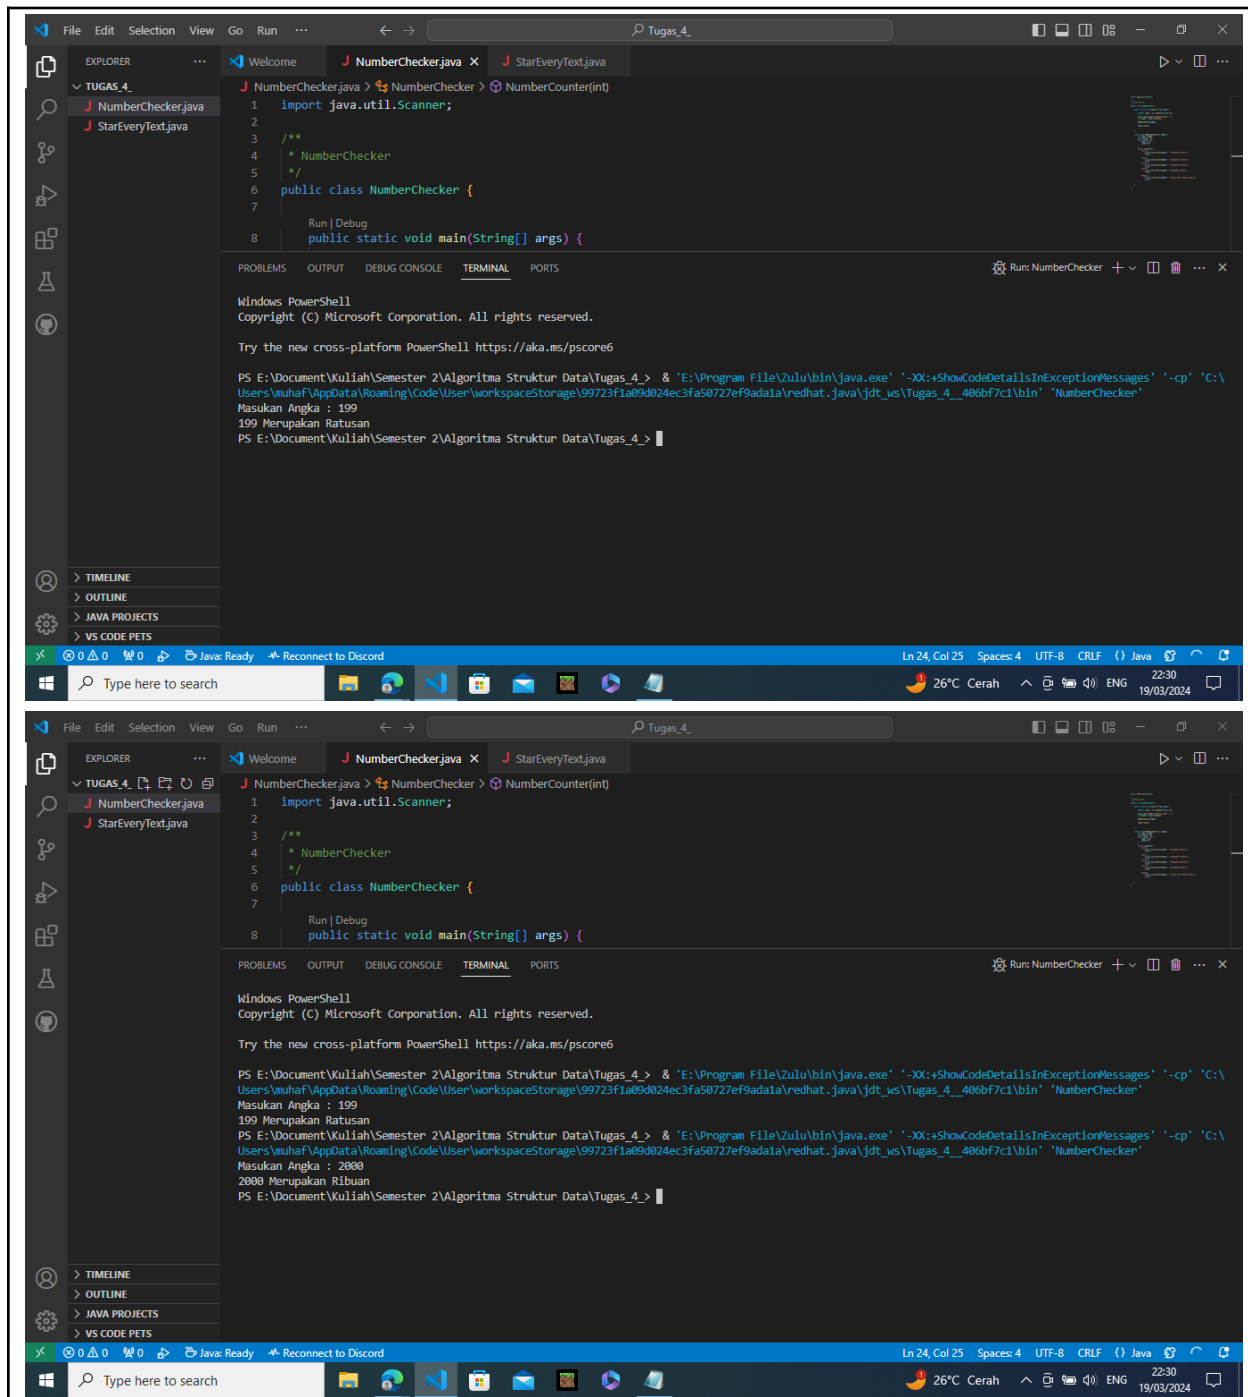 File Edit Selection View Go Run ··· Tugas_4_
EXPLORER ··· Welcome NumberChecker.java StarEveryText.java
TUGAS_4_ NumberChecker.java > NumberChecker > NumberCounter(int)
NumberChecker.java
StarEveryText.java
1 import java.util.Scanner;
2
3 /**
4 * NumberChecker
5 */
6 public class NumberChecker {
7
Run | Debug
8 public static void main(String[] args) {
PROBLEMS OUTPUT DEBUG CONSOLE TERMINAL PORTS Run: NumberChecker
Windows PowerShell
Copyright (C) Microsoft Corporation. All rights reserved.
Try the new cross-platform PowerShell https://aka.ms/pscore6
PS E:\Document\Kuliah\Semester 2\Algoritma Struktur Data\Tugas_4_> & 'E:\Program File\Zulu\bin\java.exe' '-XX:+ShowCodeDetailsInExceptionMessages' '-cp' 'C:\
Users\muhaf\AppData\Roaming\Code\User\workspaceStorage\99723f1a09d024ec3fa50727ef9ada1a\redhat.java\jdt_ws\Tugas_4__406bf7c1\bin' 'NumberChecker'
Masukan Angka : 199
199 Merupakan Ratusan
PS E:\Document\Kuliah\Semester 2\Algoritma Struktur Data\Tugas_4_>
TIMELINE
OUTLINE
JAVA PROJECTS
VS CODE PETS
0 0 0 Java: Ready Reconnect to Discord Ln 24, Col 25 Spaces: 4 UTF-8 CRLF {} Java
Type here to search 26°C Cerah ENG 22:30
19/03/2024
File Edit Selection View Go Run ··· Tugas_4_
EXPLORER ··· Welcome NumberChecker.java StarEveryText.java
TUGAS_4_ NumberChecker.java > NumberChecker > NumberCounter(int)
NumberChecker.java
StarEveryText.java
1 import java.util.Scanner;
2
3 /**
4 * NumberChecker
5 */
6 public class NumberChecker {
7
Run | Debug
8 public static void main(String[] args) {
PROBLEMS OUTPUT DEBUG CONSOLE TERMINAL PORTS Run: NumberChecker
Windows PowerShell
Copyright (C) Microsoft Corporation. All rights reserved.
Try the new cross-platform PowerShell https://aka.ms/pscore6
PS E:\Document\Kuliah\Semester 2\Algoritma Struktur Data\Tugas_4_> & 'E:\Program File\Zulu\bin\java.exe' '-XX:+ShowCodeDetailsInExceptionMessages' '-cp' 'C:\
Users\muhaf\AppData\Roaming\Code\User\workspaceStorage\99723f1a09d024ec3fa50727ef9ada1a\redhat.java\jdt_ws\Tugas_4__406bf7c1\bin' 'NumberChecker'
Masukan Angka : 199
199 Merupakan Ratusan
PS E:\Document\Kuliah\Semester 2\Algoritma Struktur Data\Tugas_4_> & 'E:\Program File\Zulu\bin\java.exe' '-XX:+ShowCodeDetailsInExceptionMessages' '-cp' 'C:\
Users\muhaf\AppData\Roaming\Code\User\workspaceStorage\99723f1a09d024ec3fa50727ef9ada1a\redhat.java\jdt_ws\Tugas_4__406bf7c1\bin' 'NumberChecker'
Masukan Angka : 2000
2000 Merupakan Ribuan
PS E:\Document\Kuliah\Semester 2\Algoritma Struktur Data\Tugas_4_>
TIMELINE
OUTLINE
JAVA PROJECTS
VS CODE PETS
0 0 0 Java: Ready Reconnect to Discord Ln 24, Col 25 Spaces: 4 UTF-8 CRLF {} Java
Type here to search 26°C Cerah ENG 22:30
19/03/2024